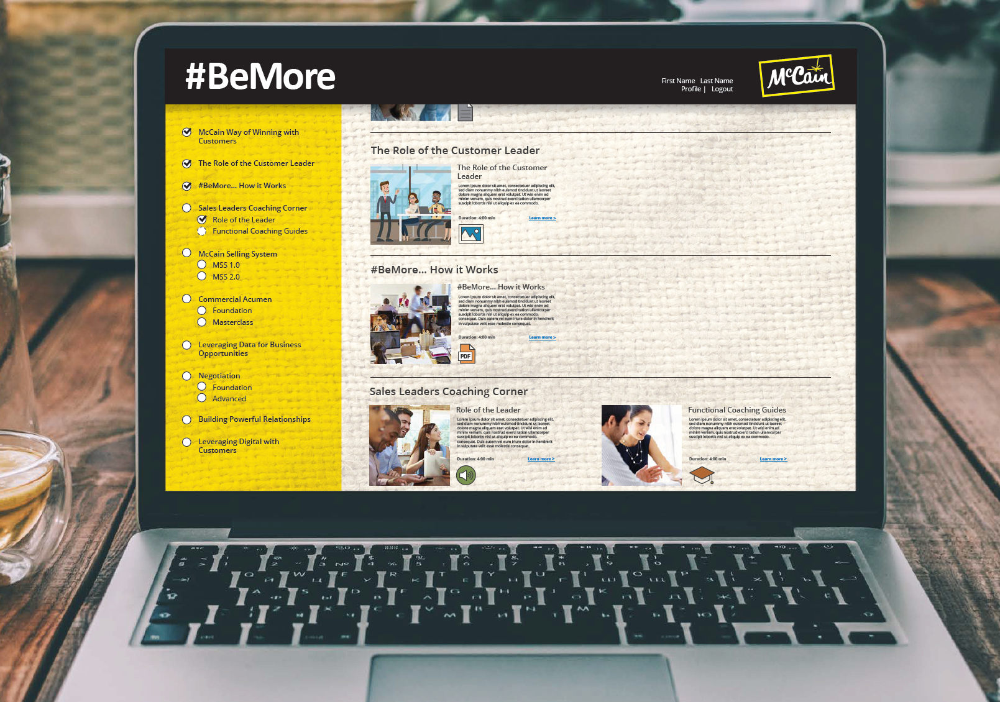 #BeMore
First Name Last Name
Profile | Logout
McCain
McCain Way of Winning with
Customers
The Role of the Customer Leader
#BeMore... How it Works
Sales Leaders Coaching Corner
Role of the Leader
Functional Coaching Guides
McCain Selling System
MSS 1.0
MSS 2.0
Commercial Acumen
Foundation
Masterclass
Leveraging Data for Business
Opportunities
Negotiation
Foundation
Advanced
Building Powerful Relationships
Leveraging Digital with
Customers
The Role of the Customer Leader
The Role of the Customer
Leader
Lorem ipsum dolor sit amet, consectetuer adipiscing elit,
sed diam nonummy nibh euismod tincidunt ut laoreet
dolore magna aliquam erat volutpat. Ut wisi enim ad
minim veniam, quis nostrud exerci tation ullamcorper
suscipit lobortis nisl ut aliquip ex ea commodo.
Duration: 4:00 min
Learn more >
#BeMore... How it Works
#BeMore... How it Works
Lorem ipsum dolor sit amet, consectetuer adipiscing elit,
sed diam nonummy nibh euismod tincidunt ut laoreet
dolore magna aliquam erat volutpat. Ut wisi enim ad
minim veniam, quis nostrud exerci tation ullamcorper
suscipit lobortis nisl ut aliquip ex ea commodo.
consequat. Duis autem vel eum iriure dolor in hendrerit
in vulputate velit esse molestie consequat.
Duration: 4:00 min
Learn more >
PDF
Sales Leaders Coaching Corner
Role of the Leader
Lorem ipsum dolor sit amet, consectetuer adipiscing elit,
sed diam nonummy nibh euismod tincidunt ut laoreet
dolore magna aliquam erat volutpat. Ut wisi enim ad
minim veniam, quis nostrud exerci tation ullamcorper
suscipit lobortis nisl ut aliquip ex ea commodo.
consequat. Duis autem vel eum iriure dolor in hendrerit
in vulputate velit esse molestie consequat.
Duration: 4:00 min
Learn more >
Functional Coaching Guides
Lorem ipsum dolor sit amet, consectetuer adipiscing elit,
sed diam nonummy nibh euismod tincidunt ut laoreet
dolore magna aliquam erat volutpat. Ut wisi enim ad
minim veniam, quis nostrud exerci tation ullamcorper
suscipit lobortis nisl ut aliquip ex ea commodo.
Duration: 4:00 min
Learn more >
esc
Q W E R T Y U I O P